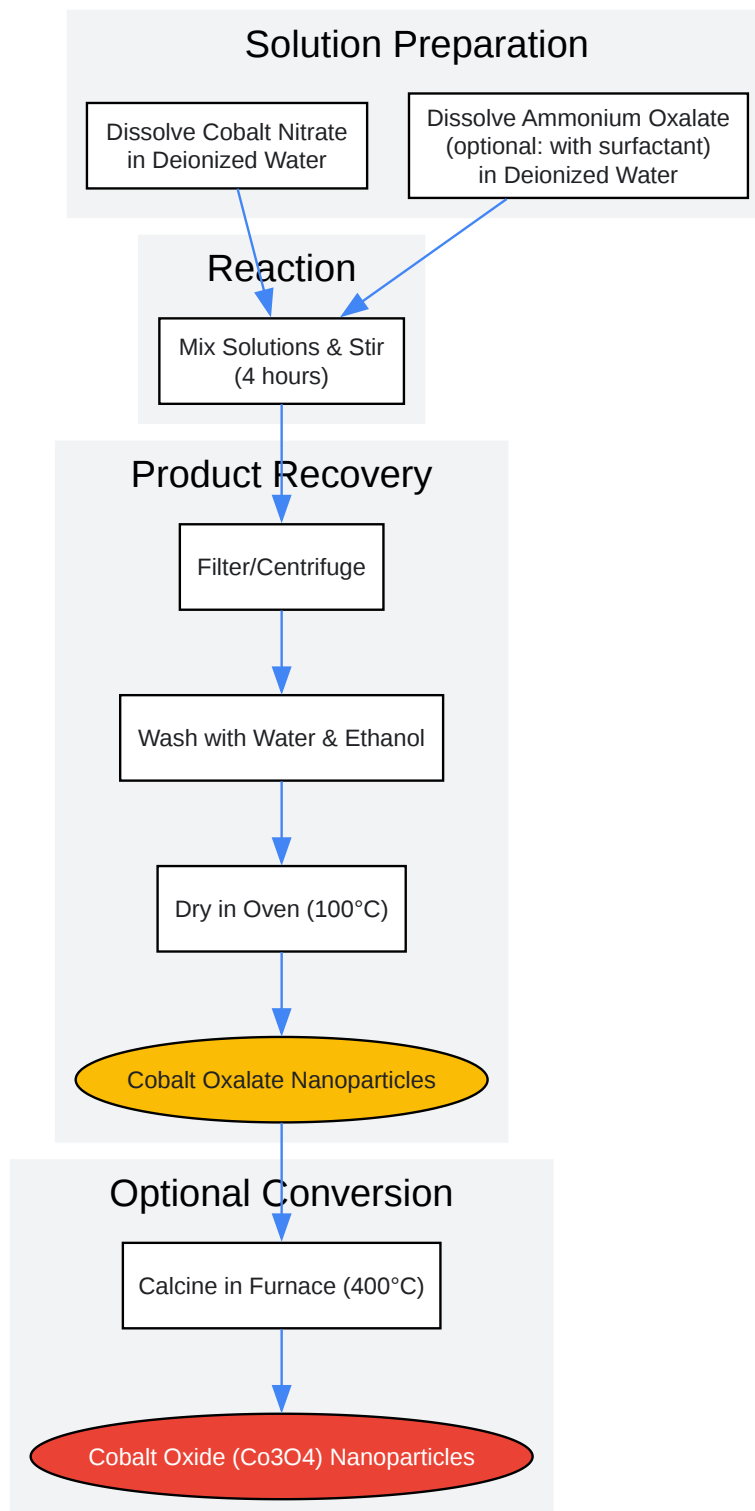 Solution Preparation
Dissolve Cobalt Nitrate
in Deionized Water
Dissolve Ammonium Oxalate
(optional: with surfactant)
in Deionized Water
Reaction
Mix Solutions & Stir
(4 hours)
Product Recovery
Filter/Centrifuge
Wash with Water & Ethanol
Dry in Oven (100°C)
Cobalt Oxalate Nanoparticles
Optional Conversion
Calcine in Furnace (400°C)
Cobalt Oxide (Co3O4) Nanoparticles